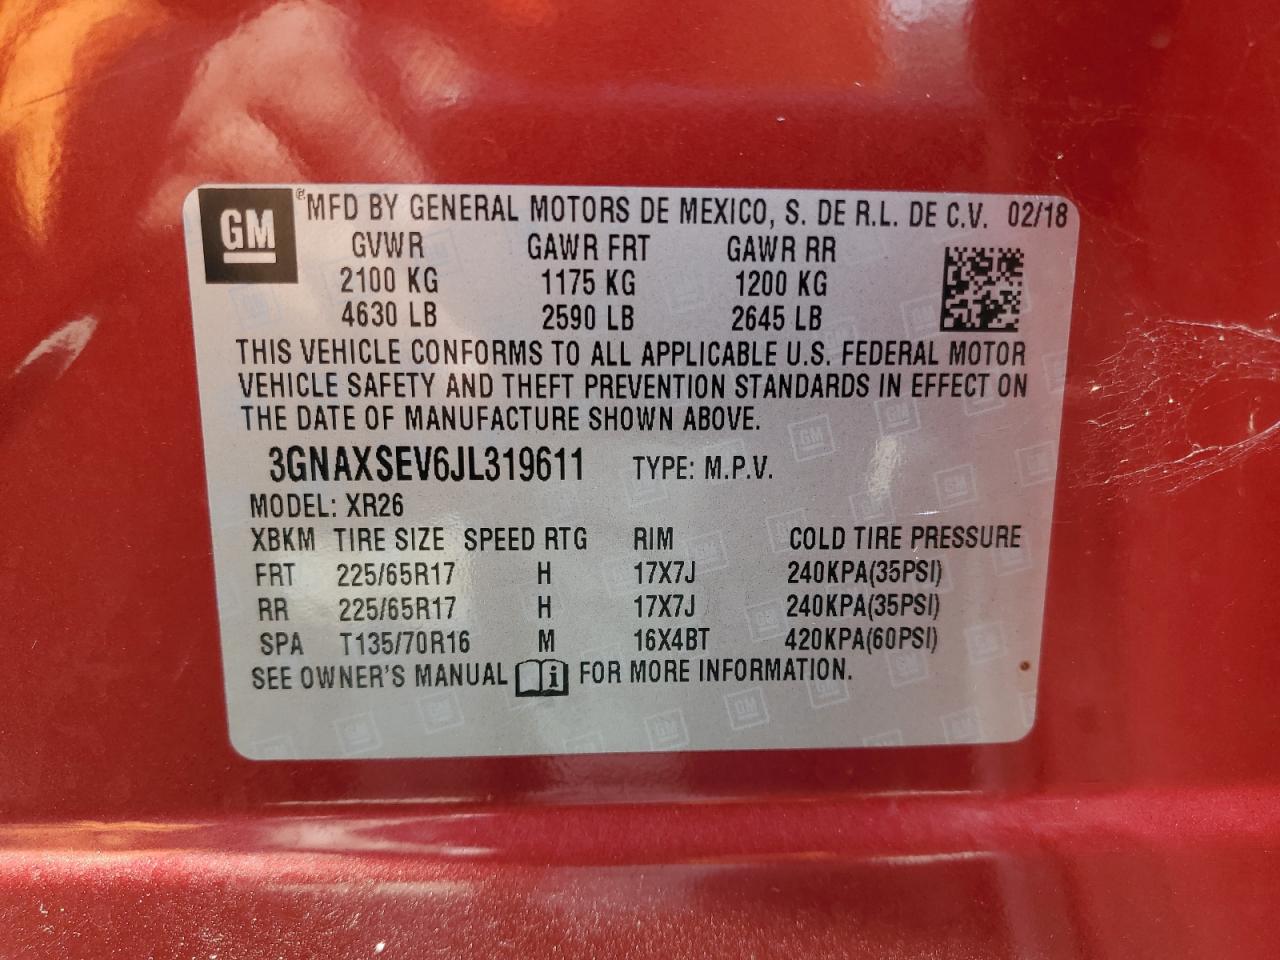 GM ® MFD BY GENERAL MOTORS DE MEXICO, S. DE R.L. DE C.V. 02/18
GVWR GAWR FRT GAWR RR
2100 KG 1175 KG 1200 KG
4630 LB 2590 LB 2645 LB
THIS VEHICLE CONFORMS TO ALL APPLICABLE U.S. FEDERAL MOTOR
VEHICLE SAFETY AND THEFT PREVENTION STANDARDS IN EFFECT ON
THE DATE OF MANUFACTURE SHOWN ABOVE.
3GNAXSEV6JL319611 TYPE: M.P.V.
MODEL: XR26
XBKM TIRE SIZE SPEED RTG RIM COLD TIRE PRESSURE
FRT 225/65R17 H 17X7J 240KPA(35PSI)
RR 225/65R17 H 17X7J 240KPA(35PSI)
SPA T135/70R16 M 16X4BT 420KPA(60PSI)
SEE OWNER'S MANUAL i FOR MORE INFORMATION.